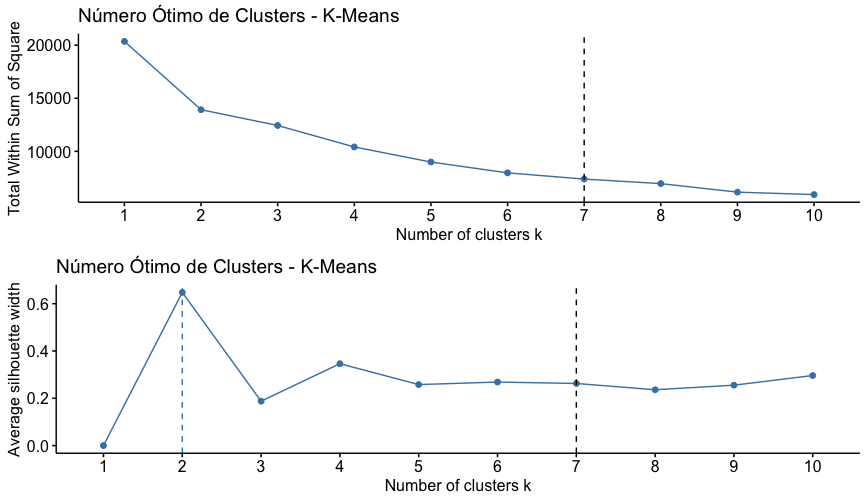 Número Ótimo de Clusters - K-Means
Total Within Sum of Square
20000
15000
10000
1 2 3 4 5 6 7 8 9 10
Number of clusters k
Número Ótimo de Clusters - K-Means
Average silhouette width
0.6
0.4
0.2
0.0
1 2 3 4 5 6 7 8 9 10
Number of clusters k